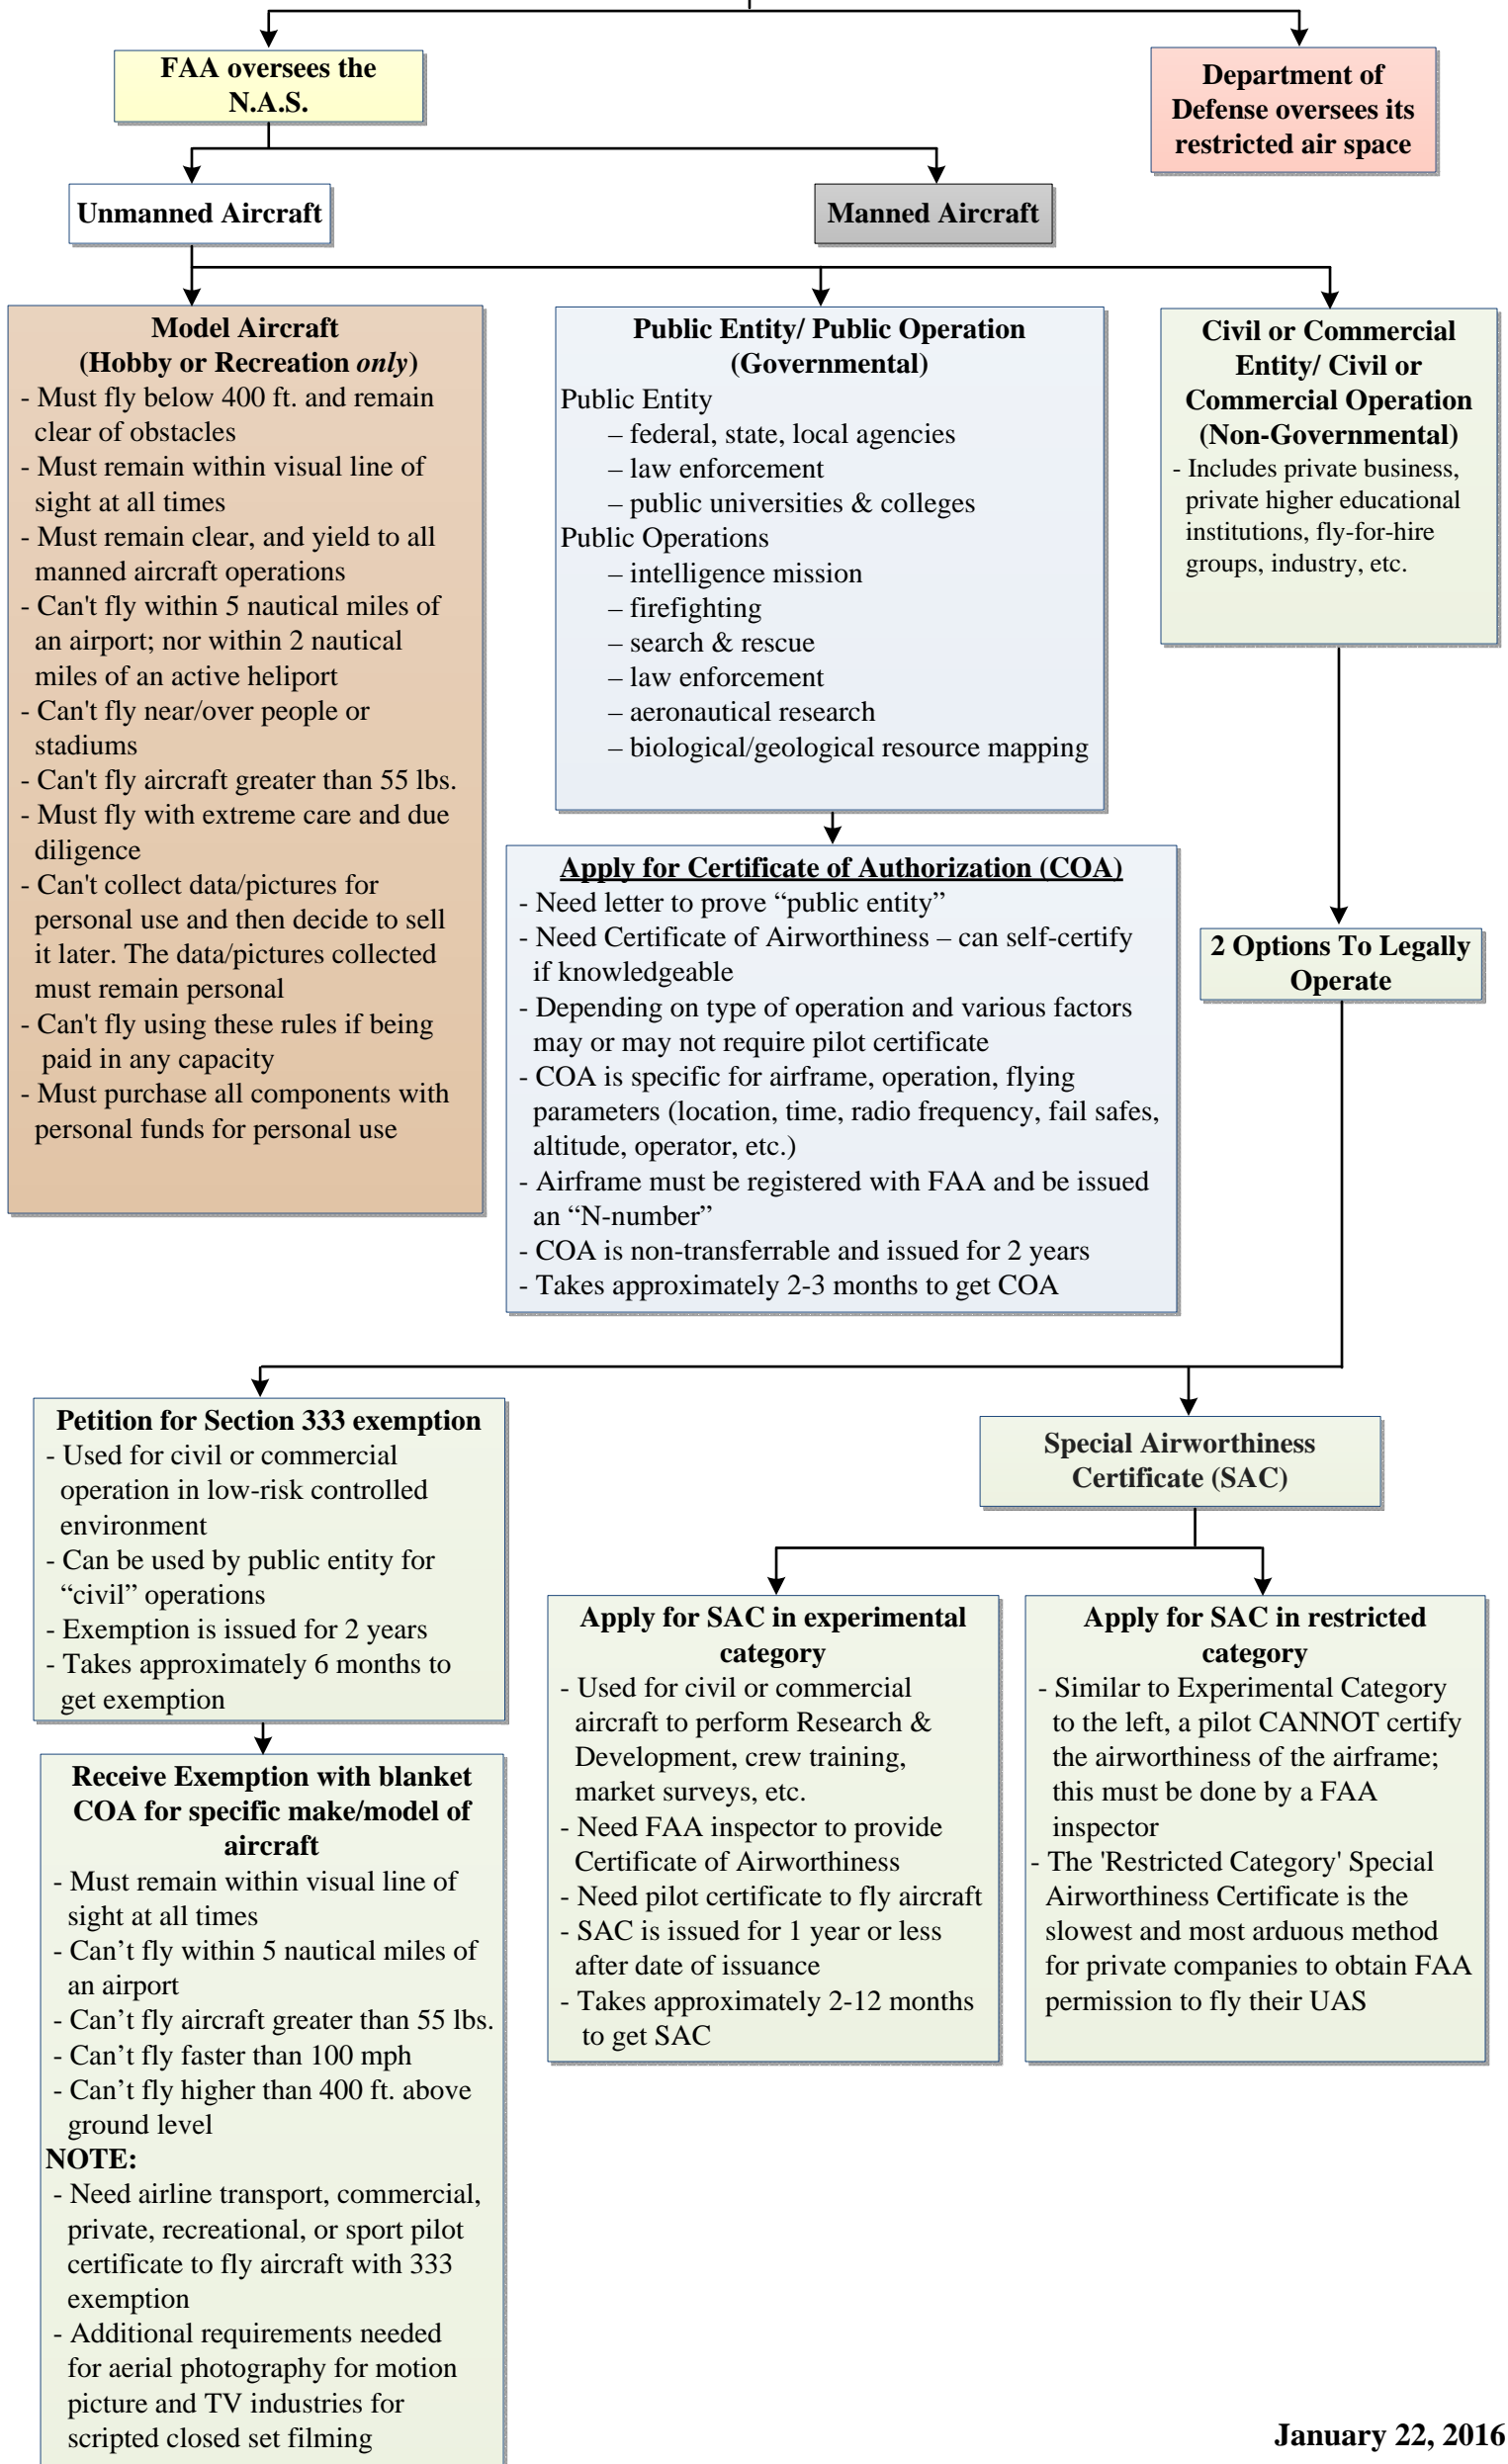 FAA oversees the
N.A.S.
Department of
Defense oversees its
restricted air space
Unmanned Aircraft
Manned Aircraft
Model Aircraft
(Hobby or Recreation only)
- Must fly below 400 ft. and remain
clear of obstacles
- Must remain within visual line of
sight at all times
- Must remain clear, and yield to all
manned aircraft operations
- Can't fly within 5 nautical miles of
an airport; nor within 2 nautical
miles of an active heliport
- Can't fly near/over people or
stadiums
- Can't fly aircraft greater than 55 lbs.
- Must fly with extreme care and due
diligence
- Can't collect data/pictures for
personal use and then decide to sell
it later. The data/pictures collected
must remain personal
- Can't fly using these rules if being
paid in any capacity
- Must purchase all components with
personal funds for personal use
Public Entity/ Public Operation
(Governmental)
Public Entity
– federal, state, local agencies
– law enforcement
– public universities & colleges
Public Operations
– intelligence mission
– firefighting
– search & rescue
– law enforcement
– aeronautical research
– biological/geological resource mapping
Civil or Commercial
Entity/ Civil or
Commercial Operation
(Non-Governmental)
- Includes private business,
private higher educational
institutions, fly-for-hire
groups, industry, etc.
Apply for Certificate of Authorization (COA)
- Need letter to prove “public entity”
- Need Certificate of Airworthiness – can self-certify
if knowledgeable
- Depending on type of operation and various factors
may or may not require pilot certificate
- COA is specific for airframe, operation, flying
parameters (location, time, radio frequency, fail safes,
altitude, operator, etc.)
- Airframe must be registered with FAA and be issued
an “N-number”
- COA is non-transferrable and issued for 2 years
- Takes approximately 2-3 months to get COA
2 Options To Legally
Operate
Petition for Section 333 exemption
- Used for civil or commercial
operation in low-risk controlled
environment
- Can be used by public entity for
“civil” operations
- Exemption is issued for 2 years
- Takes approximately 6 months to
get exemption
Receive Exemption with blanket
COA for specific make/model of
aircraft
- Must remain within visual line of
sight at all times
- Can’t fly within 5 nautical miles of
an airport
- Can’t fly aircraft greater than 55 lbs.
- Can’t fly faster than 100 mph
- Can’t fly higher than 400 ft. above
ground level
NOTE:
- Need airline transport, commercial,
private, recreational, or sport pilot
certificate to fly aircraft with 333
exemption
- Additional requirements needed
for aerial photography for motion
picture and TV industries for
scripted closed set filming
Special Airworthiness
Certificate (SAC)
Apply for SAC in experimental
category
- Used for civil or commercial
aircraft to perform Research &
Development, crew training,
market surveys, etc.
- Need FAA inspector to provide
Certificate of Airworthiness
- Need pilot certificate to fly aircraft
- SAC is issued for 1 year or less
after date of issuance
- Takes approximately 2-12 months
to get SAC
Apply for SAC in restricted
category
- Similar to Experimental Category
to the left, a pilot CANNOT certify
the airworthiness of the airframe;
this must be done by a FAA
inspector
- The 'Restricted Category' Special
Airworthiness Certificate is the
slowest and most arduous method
for private companies to obtain FAA
permission to fly their UAS
January 22, 2016